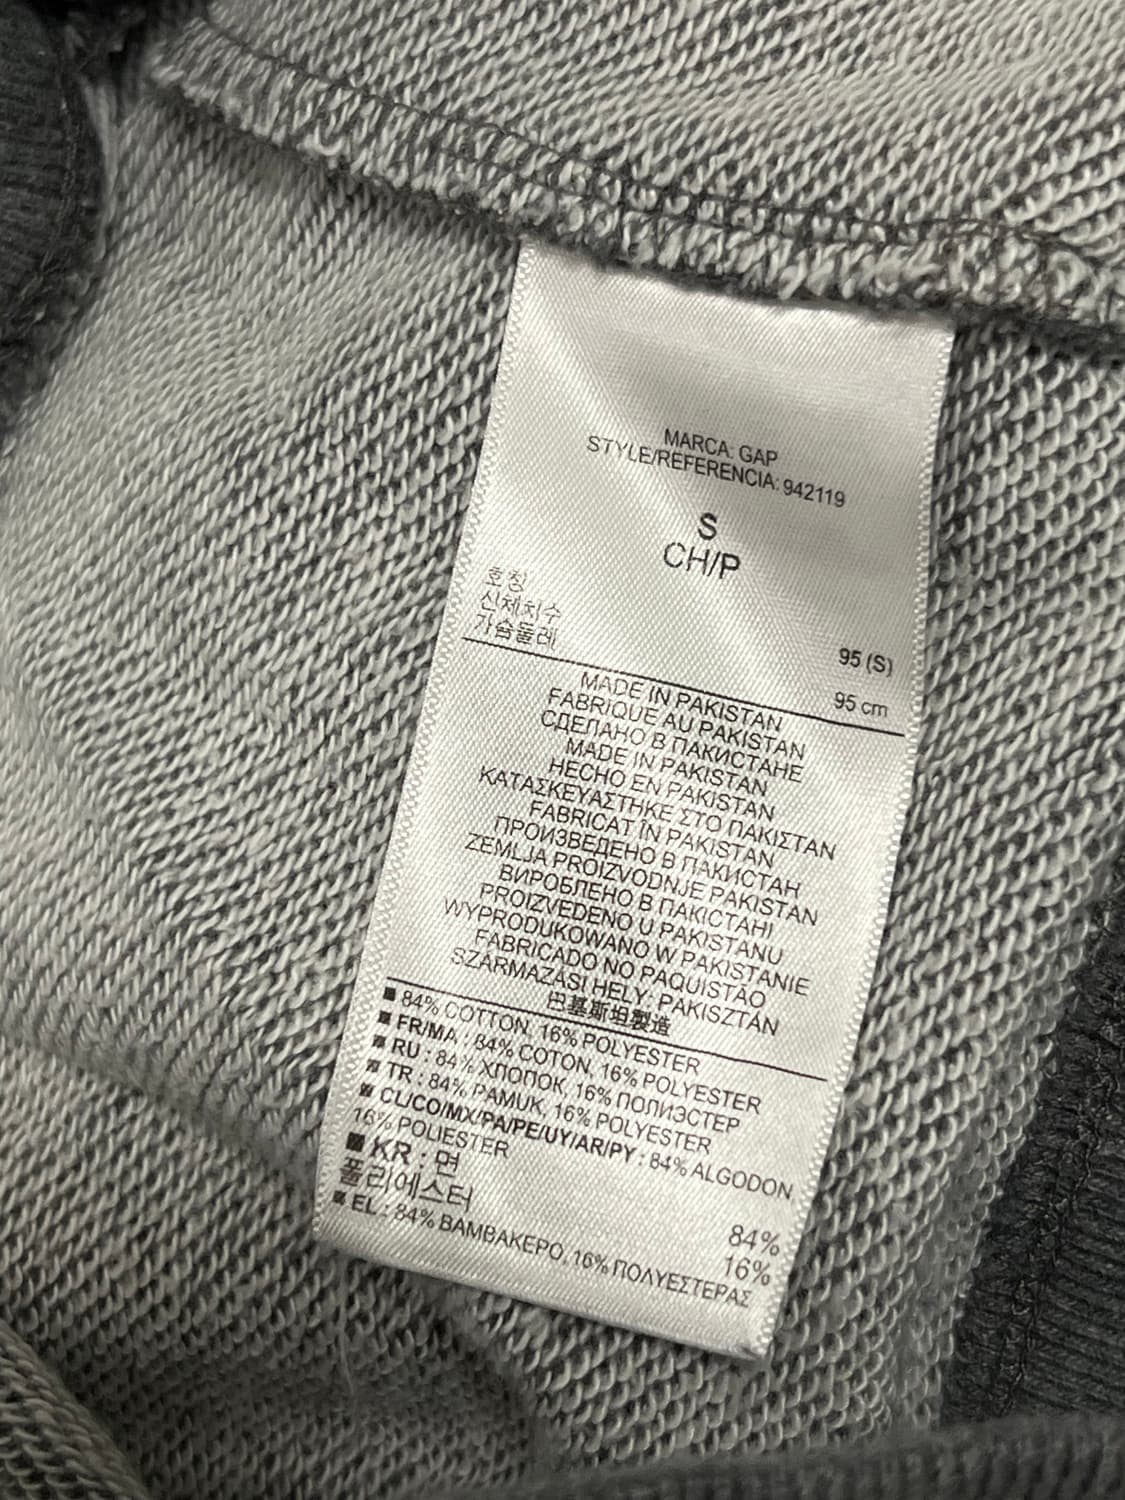 MARCA: GAP
STYLE/REFERENCIA: 942119
S
CH/P
호칭
신체치수 95 (S)
가슴둘레 95 cm
MADE IN PAKISTAN
FABRIQUE AU PAKISTAN
СДЕЛАНО В ПАКИСТАНЕ
MADE IN PAKISTAN
HECHO EN PAKISTAN
ΚΑΤΑΣΚΕΥΑΣΤΗΚΕ ΣΤΟ ΠΑΚΙΣΤΑΝ
FABRICAT IN PAKISTAN
ПРОИЗВЕДЕНО В ПАКИСТАН
ZEMLJA PROIZVODNJE PAKISTAN
ВИРОБЛЕНО В ПАКІСТАНІ
PROIZVEDENO U PAKISTANU
WYPRODUKOWANO W PAKISTANIE
FABRICADO NO PAQUISTÃO
SZÁRMAZÁSI HELY: PAKISZTÁN
巴基斯坦製造
■ 84% COTTON, 16% POLYESTER
■ FR/MA : 84% COTON, 16% POLYESTER
■ RU : 84% ХЛОПОК, 16% ПОЛИЭСТЕР
■ TR : 84% PAMUK, 16% POLYESTER
■ CL/CO/MX/PA/PE/UY/AR/PY : 84% ALGODON
16% POLIESTER
■ KR : 면 84%
폴리에스터 16%
■ EL : 84% ΒΑΜΒΑΚΕΡΟ, 16% ΠΟΛΥΕΣΤΕΡΑΣ